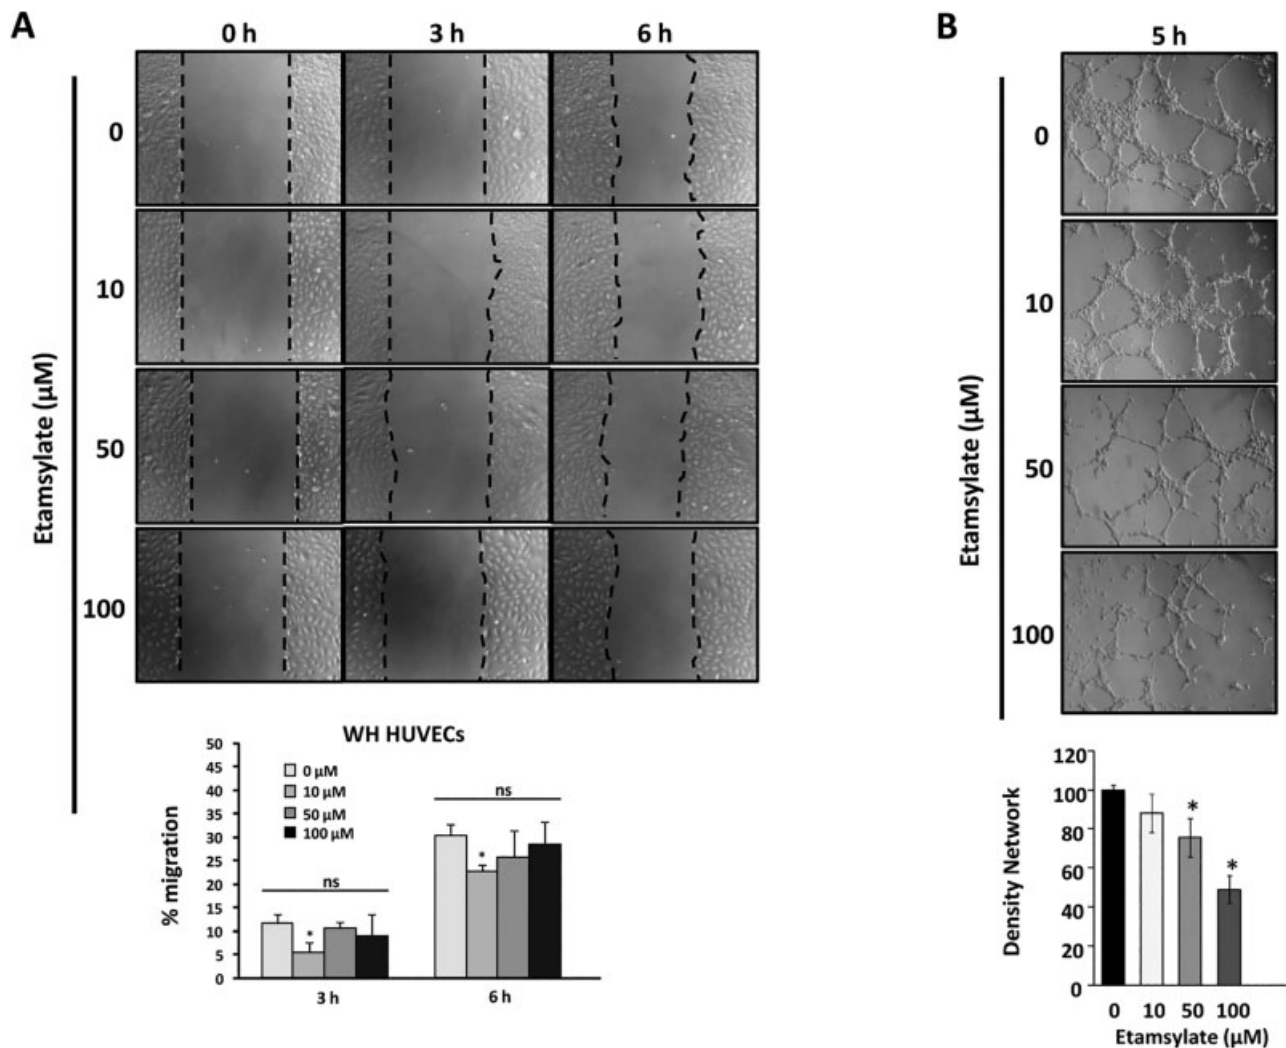 A
0 h 3 h 6 h
0
10
50
100
Etamsylate (µM)
WH HUVECs
50
45
40
35
30
25
20
15
10
5
0
% migration
0 µM
10 µM
50 µM
100 µM
ns
*
ns
*
3 h 6 h
B
5 h
0
10
50
100
Etamsylate (µM)
120
100
80
60
40
20
0
Density Network
*
*
0 10 50 100
Etamsylate (µM)